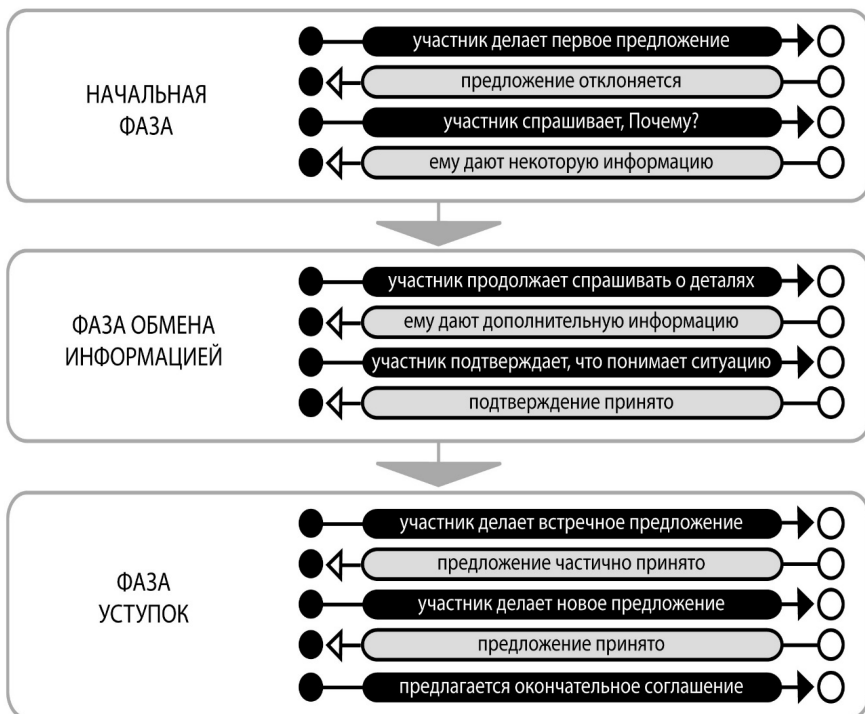 НАЧАЛЬНАЯ
ФАЗА
участник делает первое предложение
предложение отклоняется
участник спрашивает, Почему?
ему дают некоторую информацию
ФАЗА ОБМЕНА
ИНФОРМАЦИЕЙ
участник продолжает спрашивать о деталях
ему дают дополнительную информацию
участник подтверждает, что понимает ситуацию
подтверждение принято
ФАЗА
УСТУПОК
участник делает встречное предложение
предложение частично принято
участник делает новое предложение
предложение принято
предлагается окончательное соглашение